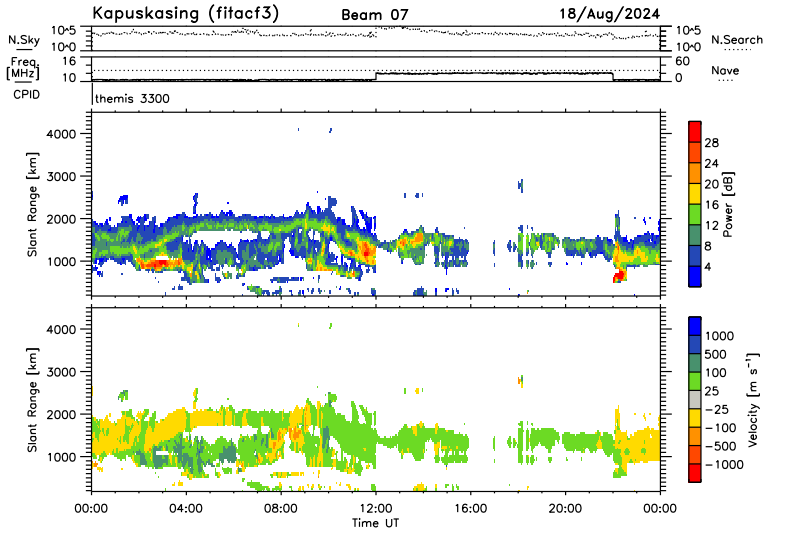 Kapuskasing (fitacf3) Beam 07 18/Aug/2024
N.Sky 10^5 10^0 10^5 10^0 N.Search
Freq. [MHz] 16 10 60 0 Nave
CPID themis 3300
Slant Range [km] 4000 3000 2000 1000
Power [dB] 28 24 20 16 12 8 4
Slant Range [km] 4000 3000 2000 1000
Velocity [m s⁻¹] 1000 500 100 25 −25 −100 −500 −1000
00:00 04:00 08:00 12:00 16:00 20:00 00:00
Time UT